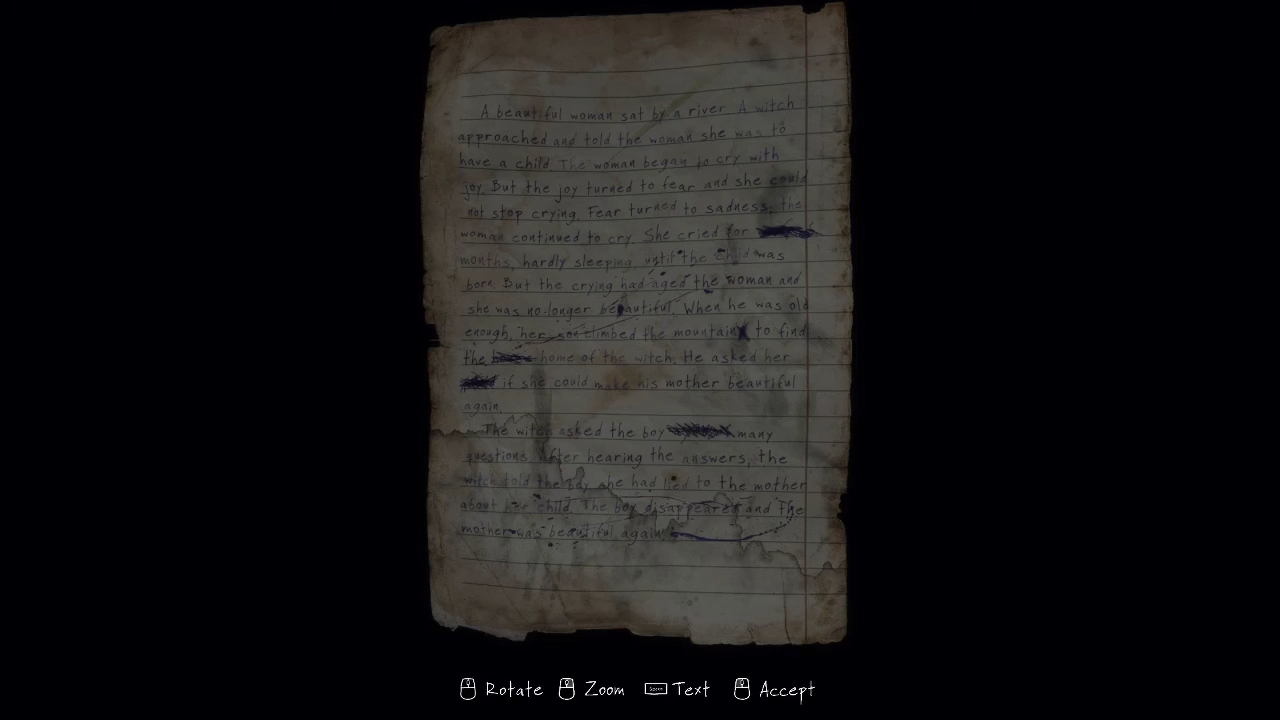 A beautiful woman sat by a river. A witch
approached and told the woman she was to
have a child. The woman began to cry with
joy. But the joy turned to fear and she could
not stop crying. Fear turned to sadness, the
woman continued to cry. She cried for
months, hardly sleeping, until the child was
born. But the crying had aged the woman and
she was no longer beautiful. When he was old
enough, her son climbed the mountain to find
the home of the witch. He asked her
if she could make his mother beautiful
again.
The witch asked the boy many
questions. After hearing the answers, the
witch told the boy she had lied to the mother
about her child. The boy disappeared and the
mother was beautiful again.
Rotate Zoom Text Accept